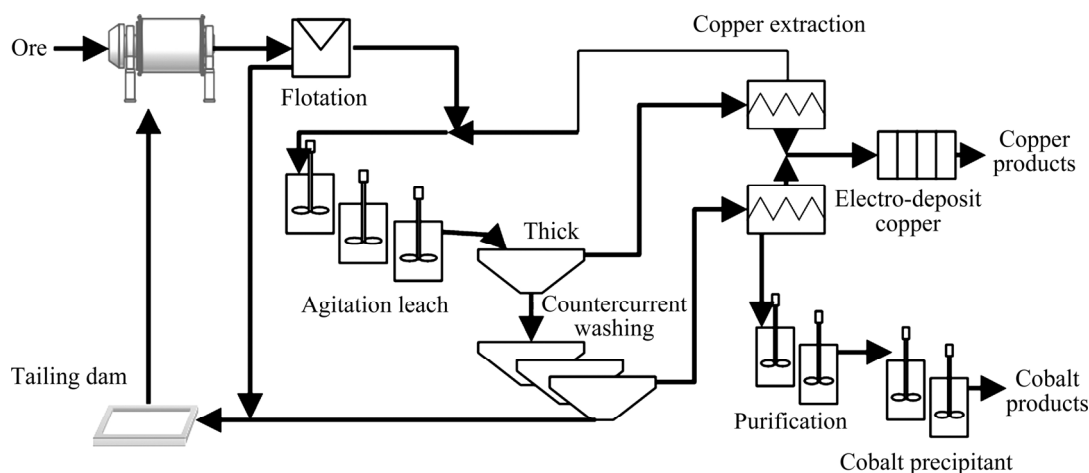 Copper extraction
Ore
Flotation
Copper
products
Electro-deposit
copper
Thick
Agitation leach
Countercurrent
washing
Tailing dam
Purification
Cobalt
products
Cobalt precipitant